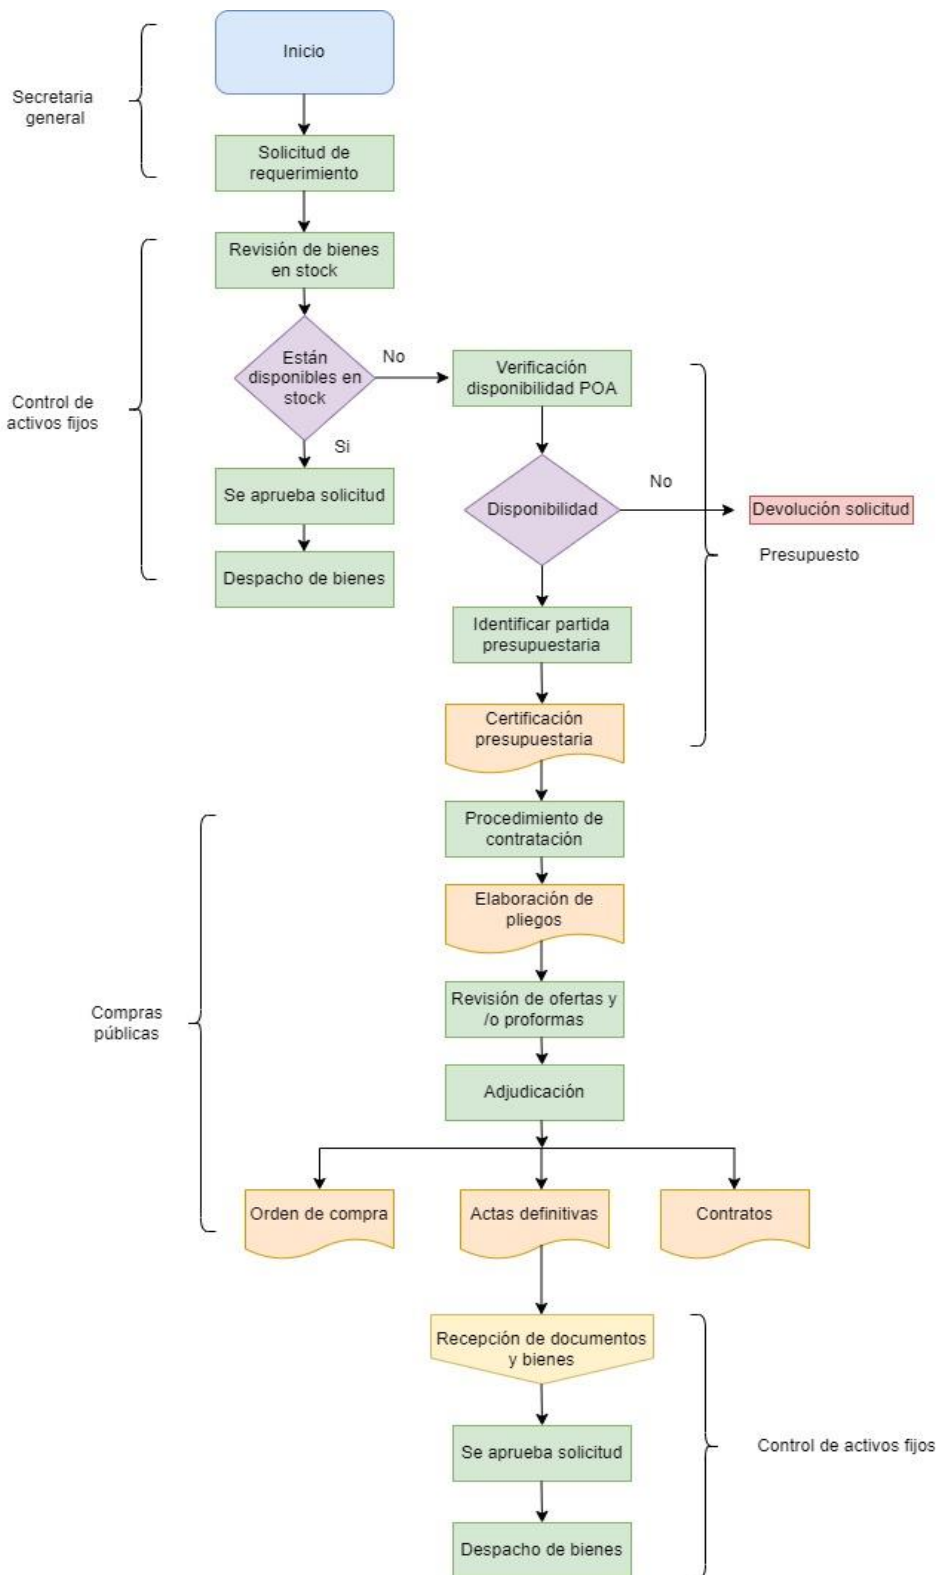 Inicio
Secretaria
general
Solicitud de
requerimiento
Revisión de bienes
en stock
Están
disponibles en
stock
No
Verificación
disponibilidad POA
Control de
activos fijos
Si
Se aprueba solicitud
Disponibilidad
No
Devolución solicitud
Presupuesto
Despacho de bienes
Identificar partida
presupuestaria
Certificación
presupuestaria
Procedimiento de
contratación
Elaboración de
pliegos
Compras
públicas
Revisión de ofertas y
/o proformas
Adjudicación
Orden de compra
Actas definitivas
Contratos
Recepción de documentos
y bienes
Se aprueba solicitud
Control de activos fijos
Despacho de bienes